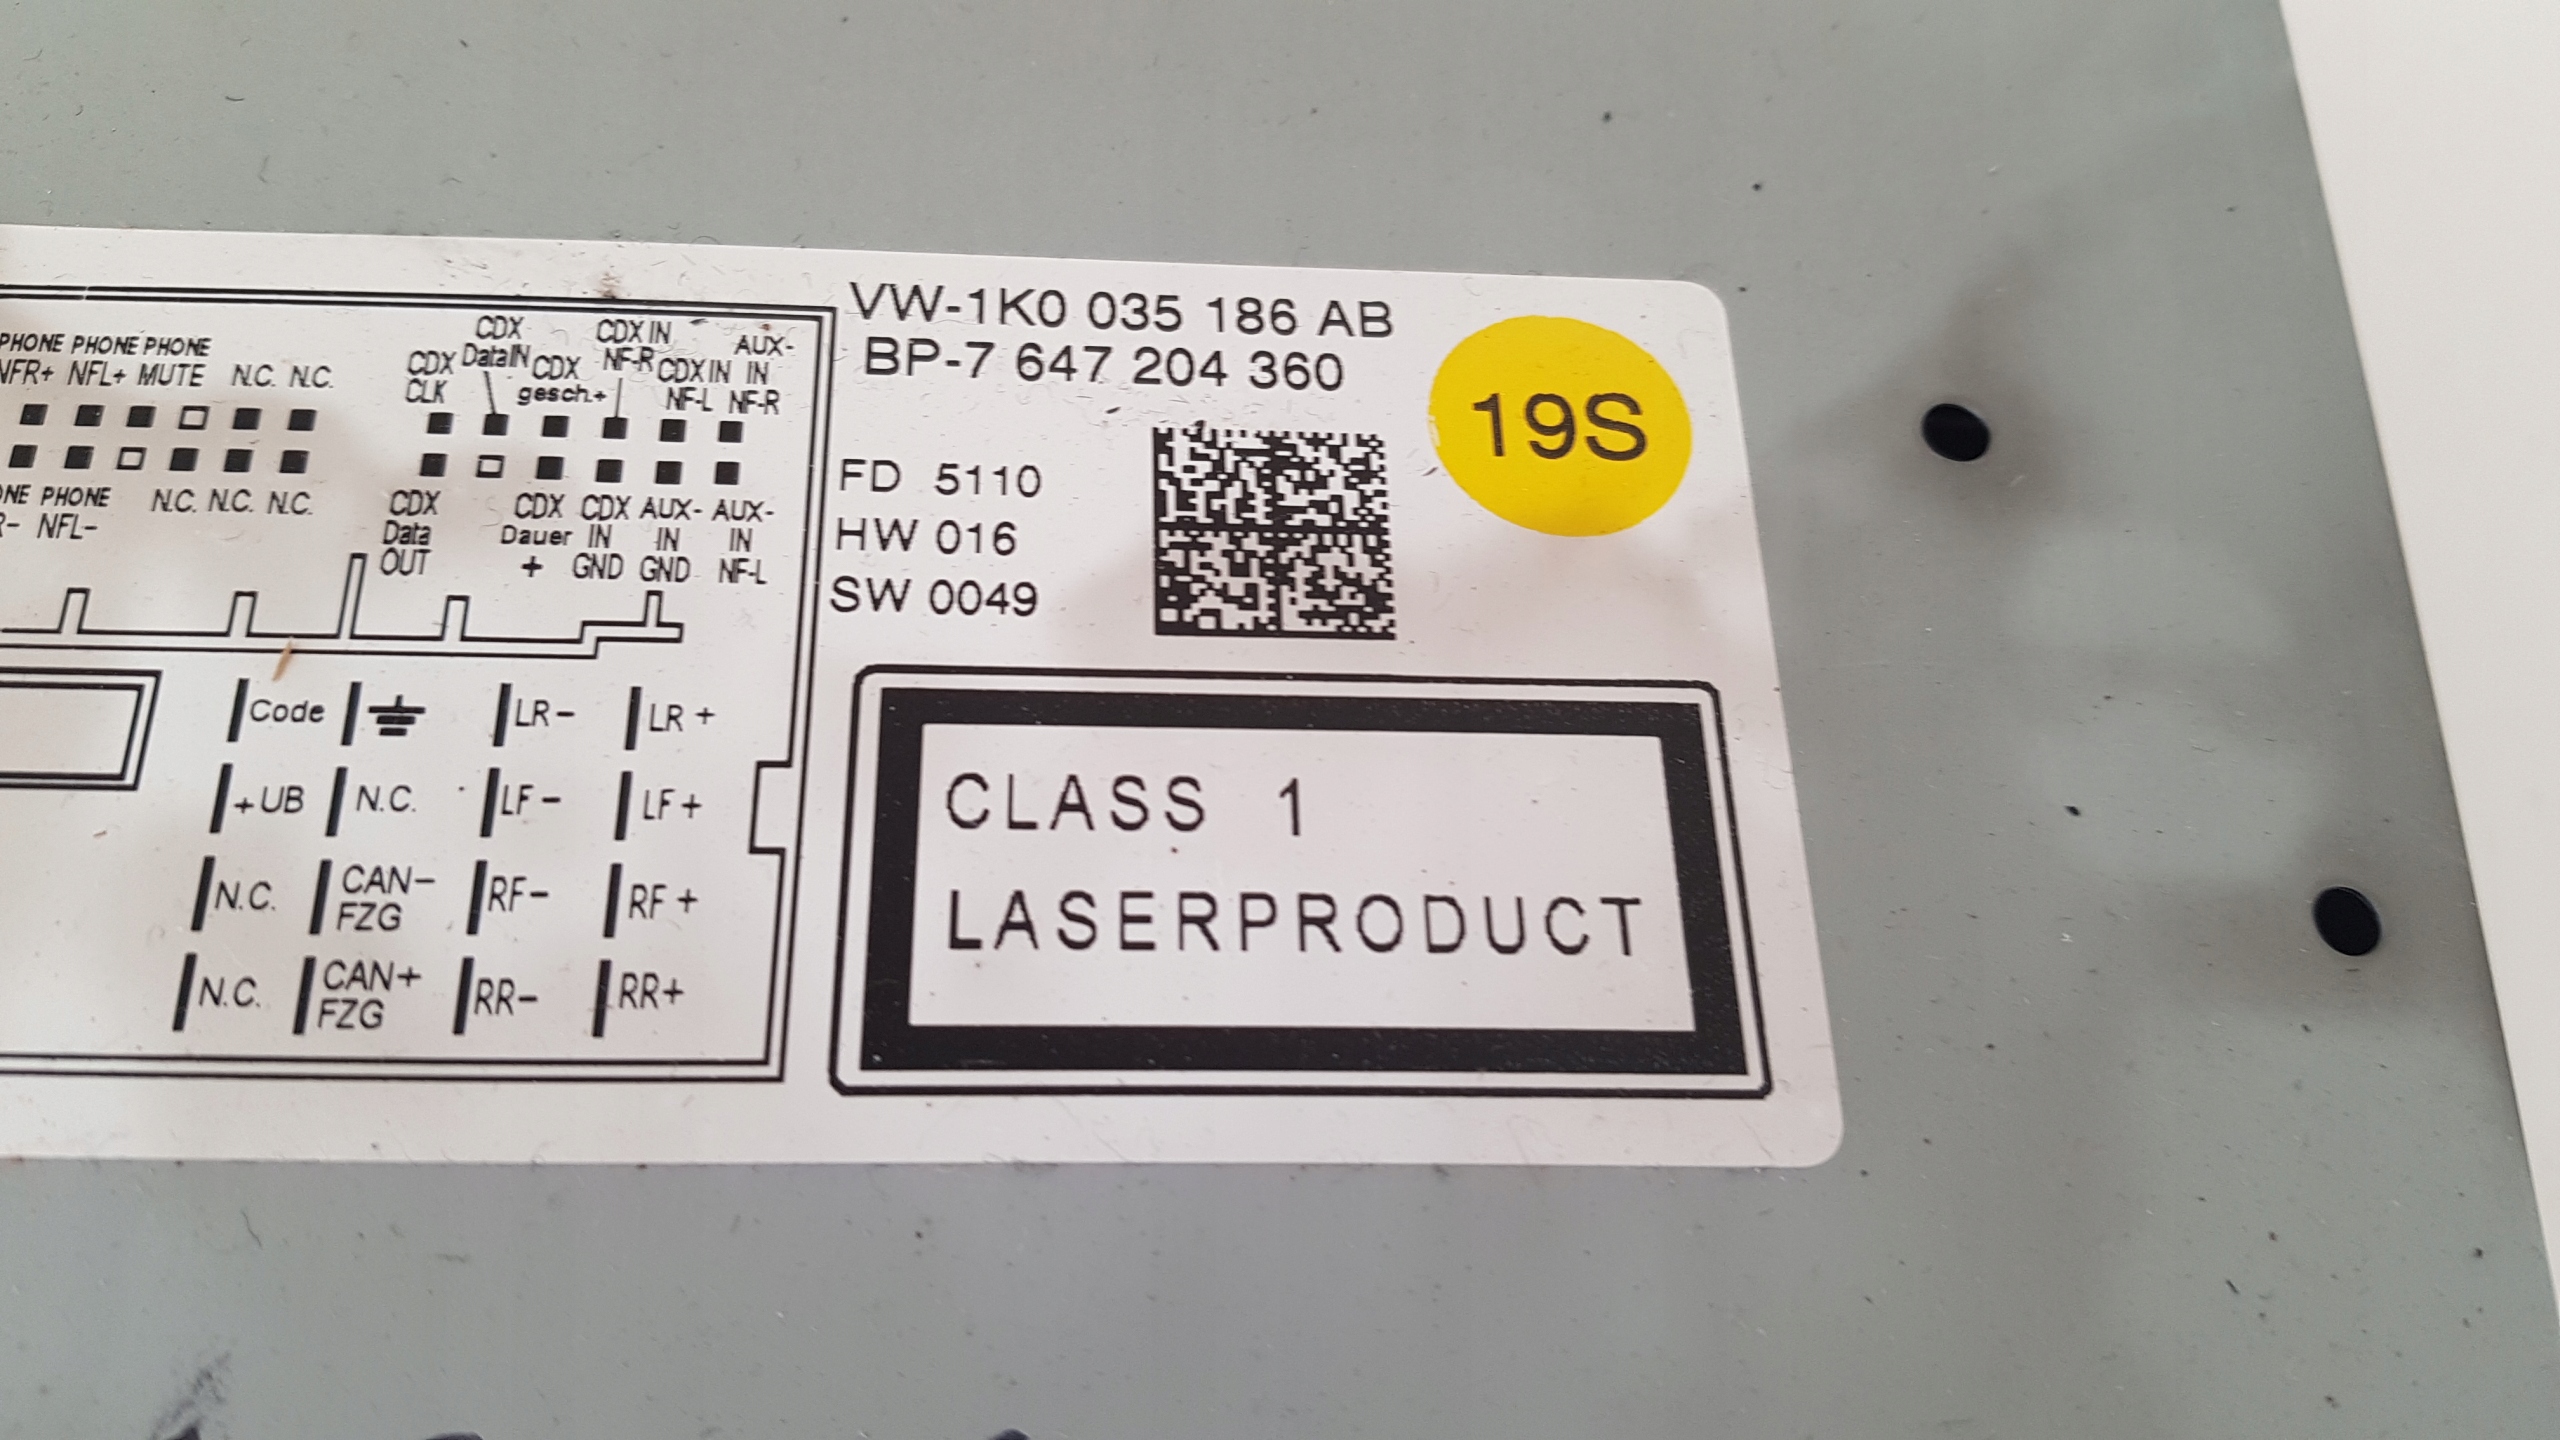 VW-1K0 035 186 AB
BP-7 647 204 360
19S
FD 5110
HW 016
SW 0049
CLASS 1
LASERPRODUCT
PHONE PHONE PHONE
NFR+ NFL+ MUTE N.C. N.C.
PHONE
NFL- N.C. N.C. N.C.
CDX
CLK
CDX
DataIN
CDX
gesch.+
CDX IN
NF-R
CDX IN
NF-L
AUX-
IN
NF-R
CDX
Data
OUT
CDX
Dauer
+
CDX
IN
GND
AUX-
IN
GND
AUX-
IN
NF-L
Code LR- LR+
+UB N.C. LF- LF+
N.C. CAN-
FZG RF- RF+
N.C. CAN+
FZG RR- RR+